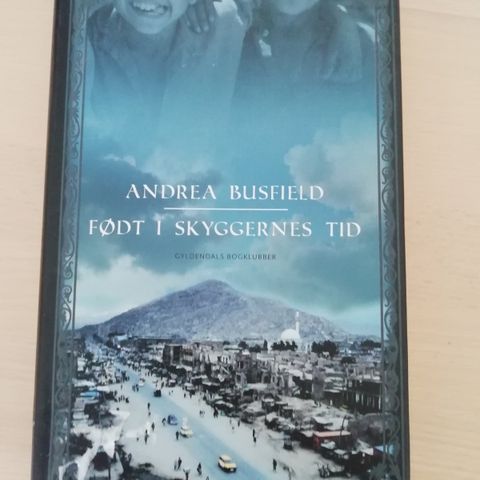 ANDREA BUSFIELD
FØDT I SKYGGERNES TID
GYLDENDALS BOGKLUBBER